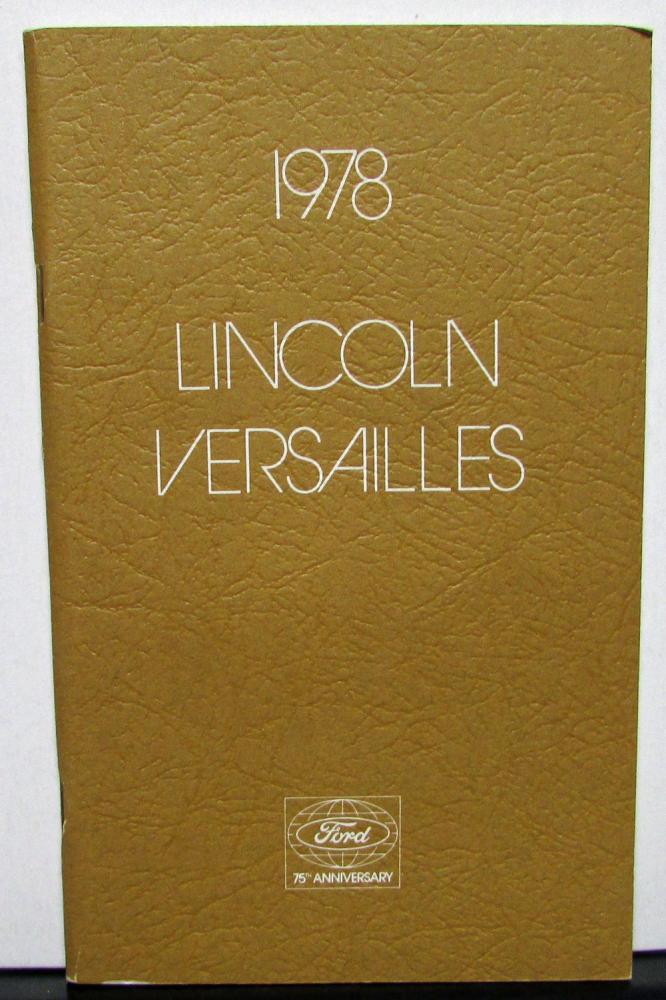 1978
LINCOLN
VERSAILLES
Ford
75TH ANNIVERSARY